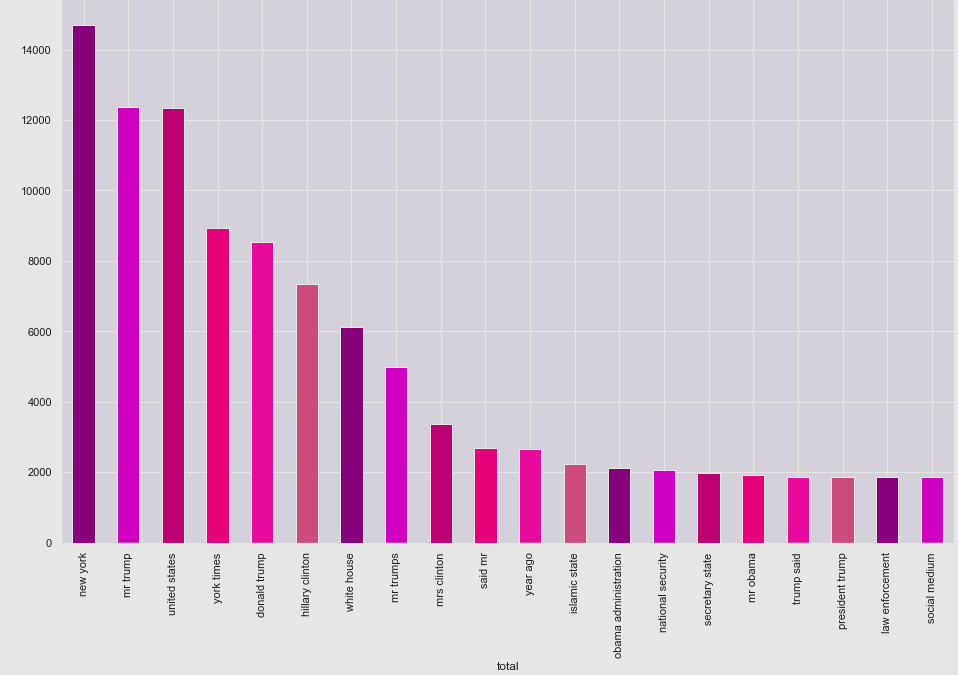 14000
12000
10000
8000
6000
4000
2000
0
new york
mr trump
united states
york times
donald trump
hillary clinton
white house
mr trumps
mrs clinton
said mr
year ago
islamic state
obama administration
national security
secretary state
mr obama
trump said
president trump
law enforcement
social medium
total